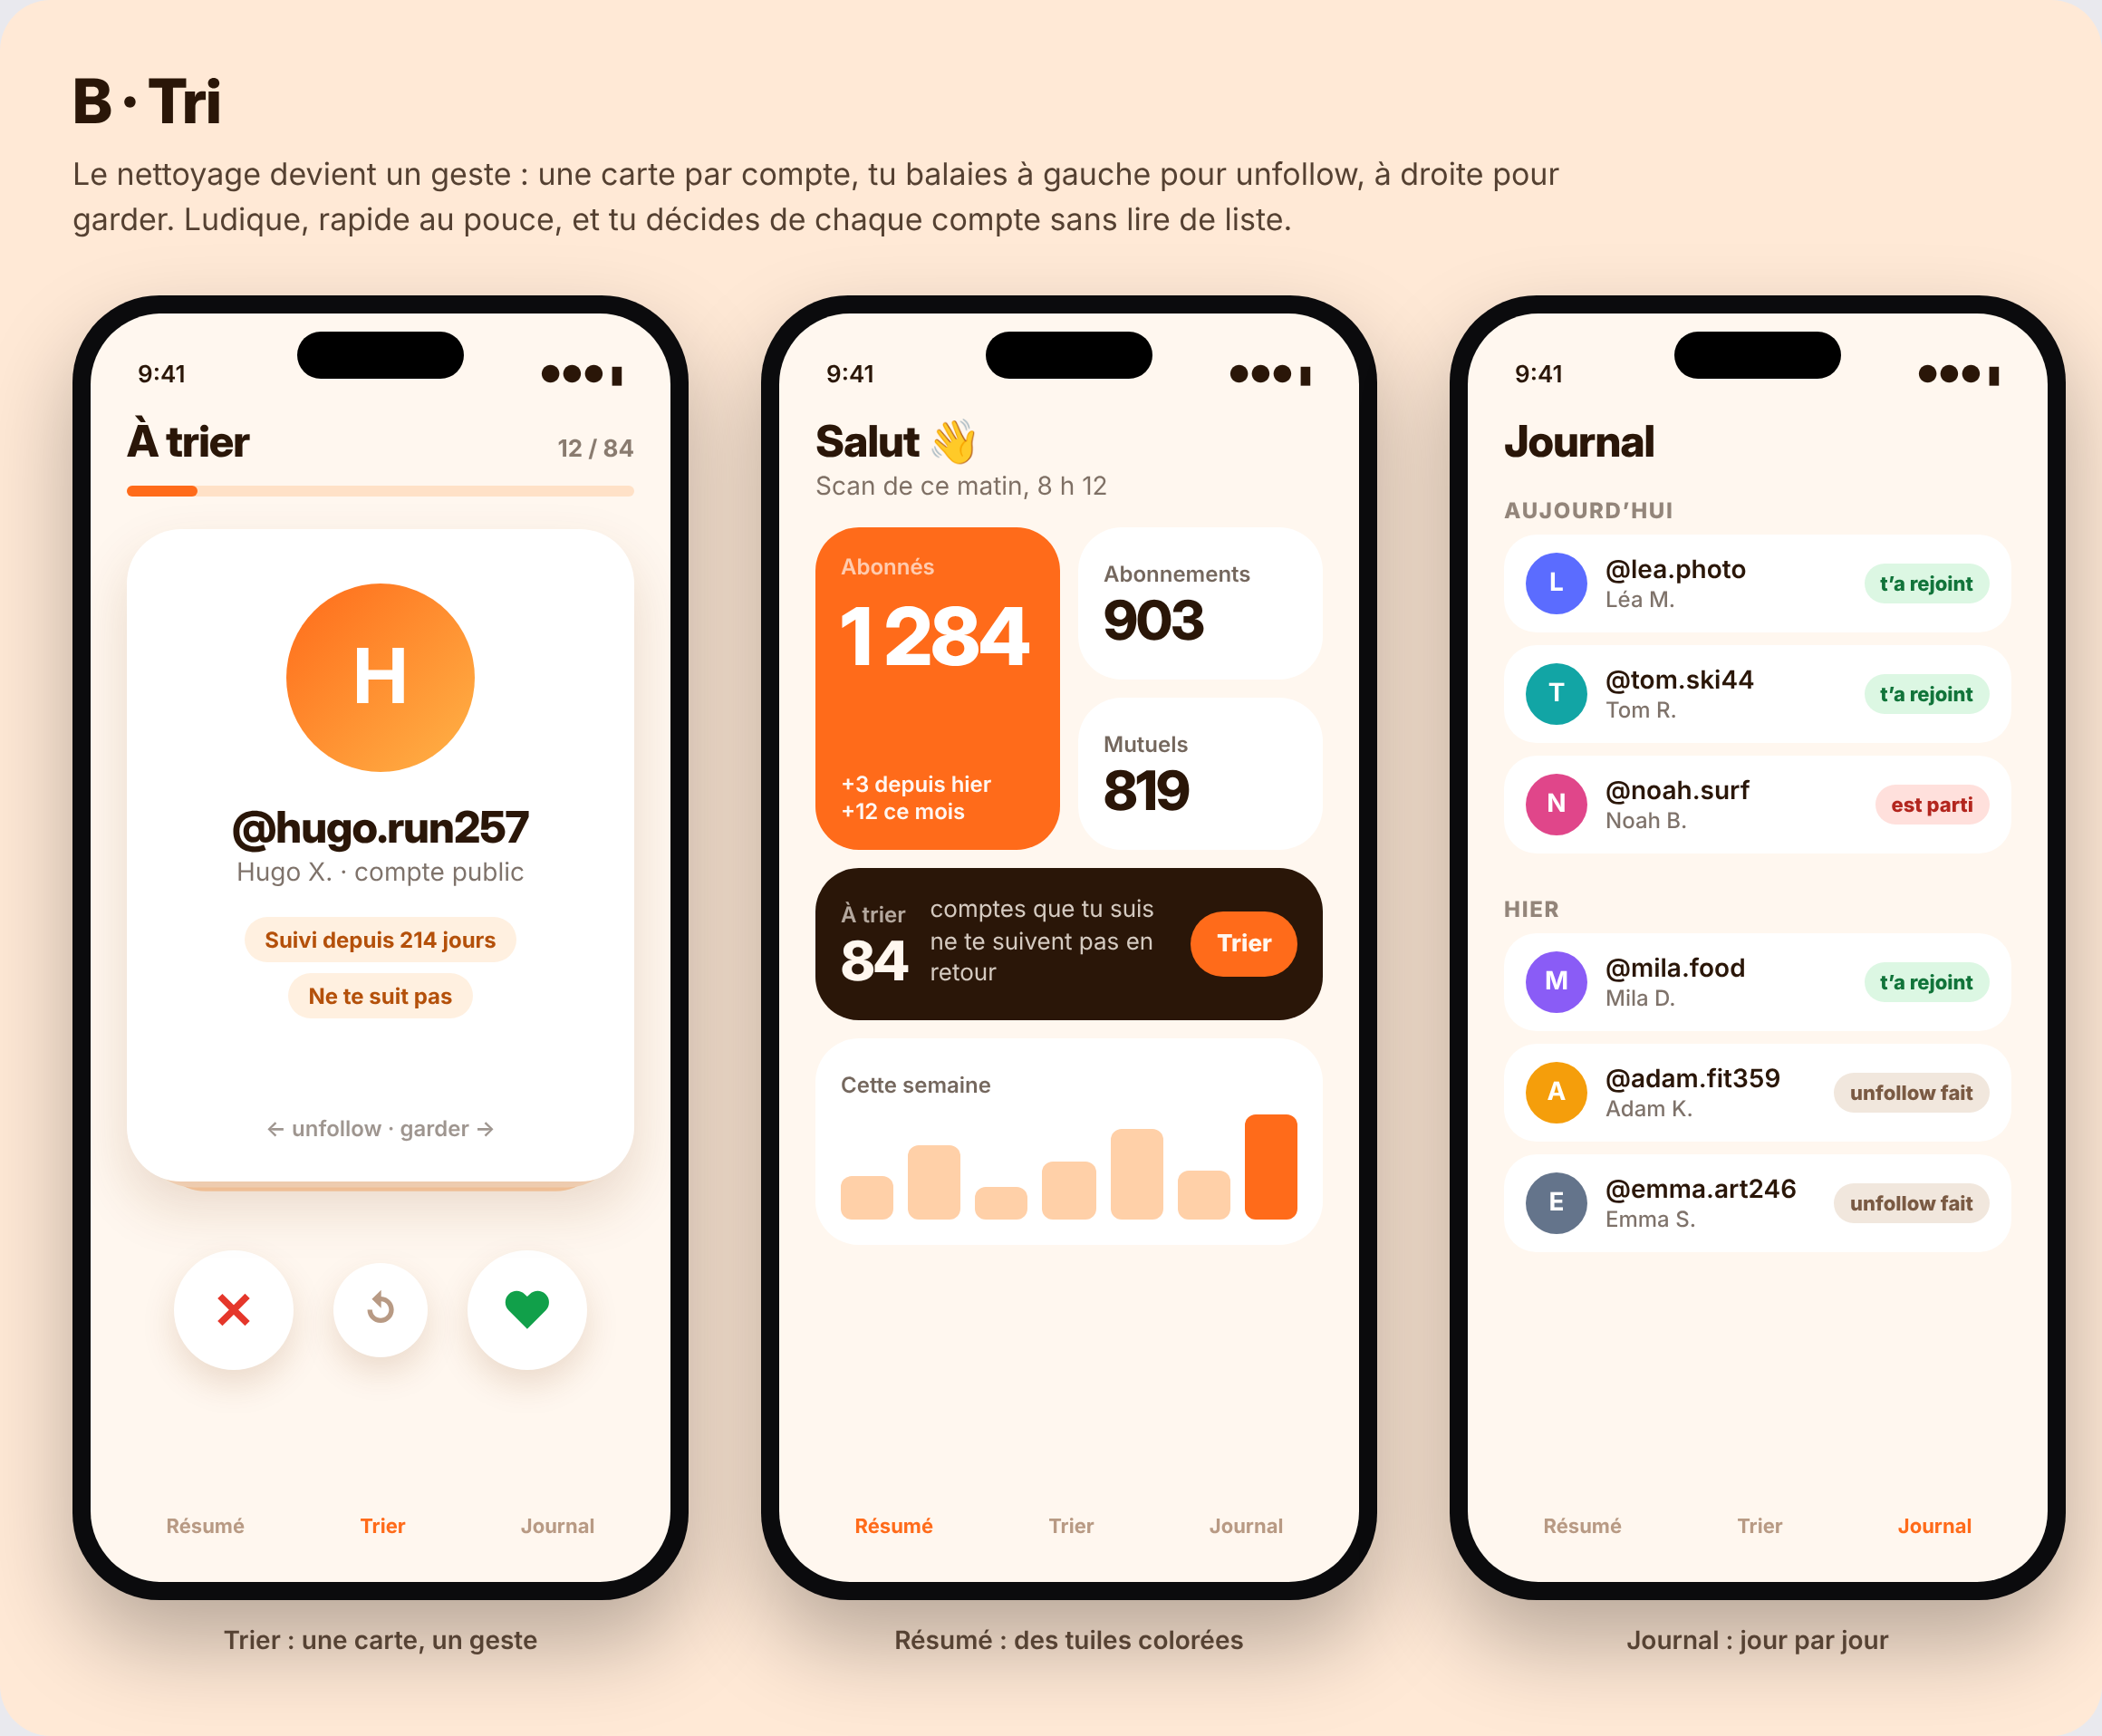 B · Tri
Le nettoyage devient un geste : une carte par compte, tu balaies à gauche pour unfollow, à droite pour
garder. Ludique, rapide au pouce, et tu décides de chaque compte sans lire de liste.
9:41
À trier
12 / 84
H
@hugo.run257
Hugo X. · compte public
Suivi depuis 214 jours
Ne te suit pas
← unfollow · garder →
Résumé
Trier
Journal
Trier : une carte, un geste
9:41
Salut 👋
Scan de ce matin, 8 h 12
Abonnés
1 284
+3 depuis hier
+12 ce mois
Abonnements
903
Mutuels
819
À trier
84
comptes que tu suis
ne te suivent pas en
retour
Trier
Cette semaine
Résumé
Trier
Journal
Résumé : des tuiles colorées
9:41
Journal
AUJOURD’HUI
L
@lea.photo
Léa M.
t’a rejoint
T
@tom.ski44
Tom R.
t’a rejoint
N
@noah.surf
Noah B.
est parti
HIER
M
@mila.food
Mila D.
t’a rejoint
A
@adam.fit359
Adam K.
unfollow fait
E
@emma.art246
Emma S.
unfollow fait
Résumé
Trier
Journal
Journal : jour par jour